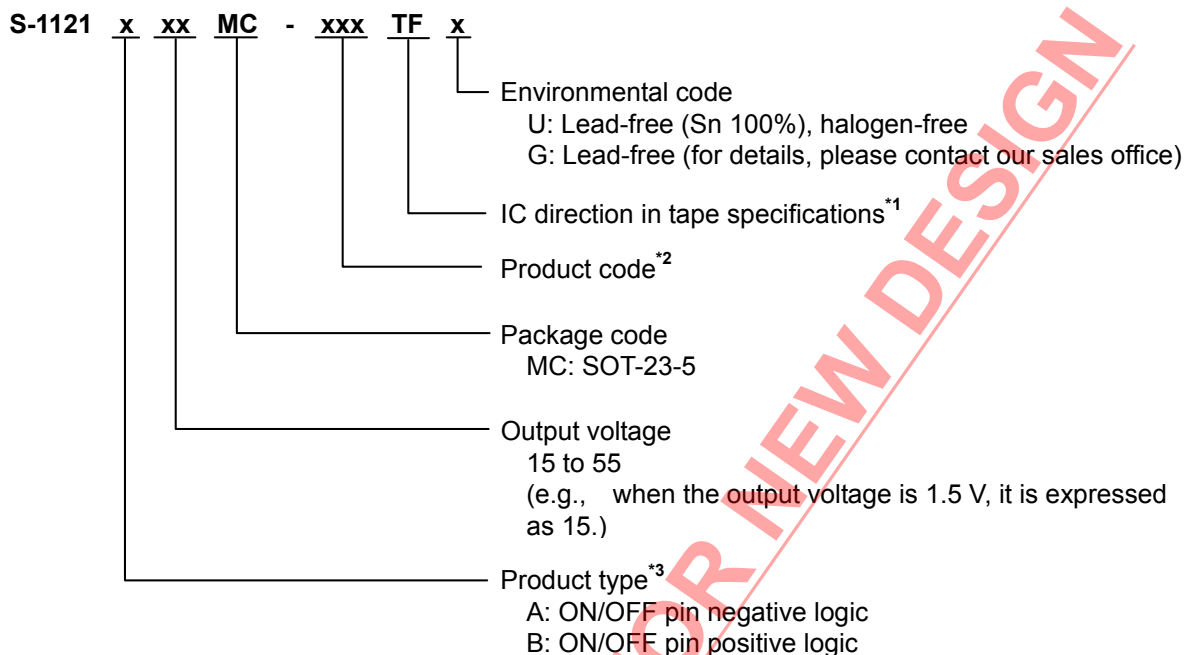 S-1121 x xx MC - xxx TF x
Environmental code
U: Lead-free (Sn 100%), halogen-free
G: Lead-free (for details, please contact our sales office)
IC direction in tape specifications*1
Product code*2
Package code
MC: SOT-23-5
Output voltage
15 to 55
(e.g., when the output voltage is 1.5 V, it is expressed
as 15.)
Product type*3
A: ON/OFF pin negative logic
B: ON/OFF pin positive logic
OR NEW DESIGN